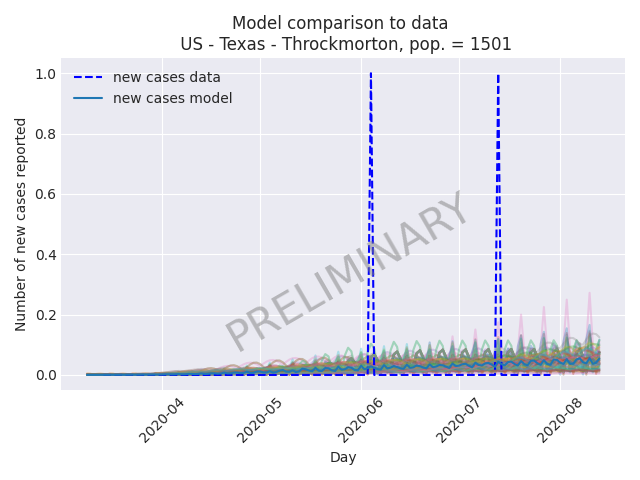 Model comparison to data
US - Texas - Throckmorton, pop. = 1501
1.0
0.8
0.6
0.4
0.2
0.0
Number of new cases reported
new cases data
new cases model
PRELIMINARY
2020-04
2020-05
2020-06
2020-07
2020-08
Day